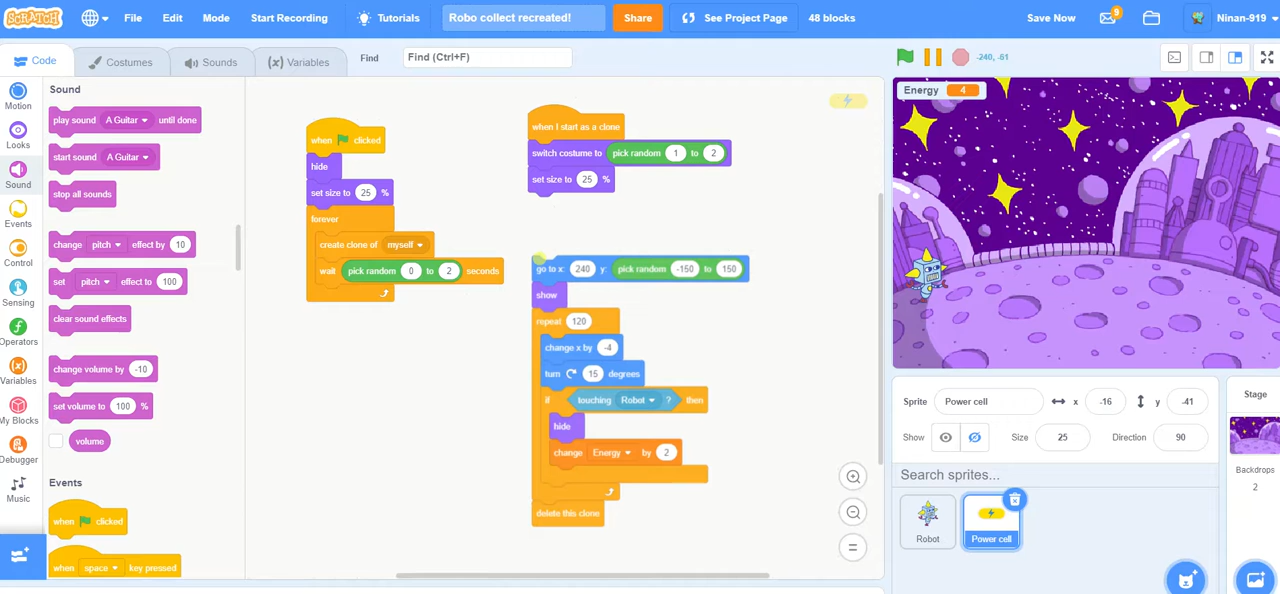 SCRATCH File Edit Mode Start Recording Tutorials Robo collect recreated! Share See Project Page 48 blocks Save Now 9 Ninan-919
Code Costumes Sounds (x) Variables Find Find (Ctrl+F) -240, -61
Motion
Looks
Sound
Events
Control
Sensing
Operators
Variables
My Blocks
Debugger
Music
Sound
play sound A Guitar until done
start sound A Guitar
stop all sounds
change pitch effect by 10
set pitch effect to 100
clear sound effects
change volume by -10
set volume to 100 %
volume
Events
when clicked
when space key pressed
when clicked
hide
set size to 25 %
forever
create clone of myself
wait pick random 0 to 2 seconds
when I start as a clone
switch costume to pick random 1 to 2
set size to 25 %
go to x: 240 y: pick random -150 to 150
show
repeat 120
change x by -4
turn 15 degrees
if touching Robot ? then
hide
change Energy by 2
delete this clone
Energy 4
Sprite Power cell x -16 y -41
Show Size 25 Direction 90
Search sprites...
Robot
Power cell
Stage
Backdrops
2